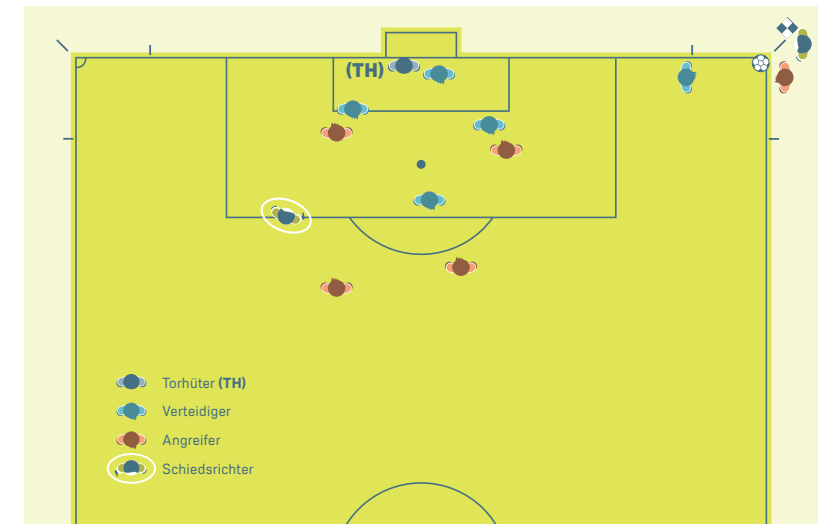 (TH)
Torhüter (TH)
Verteidiger
Angreifer
Schiedsrichter